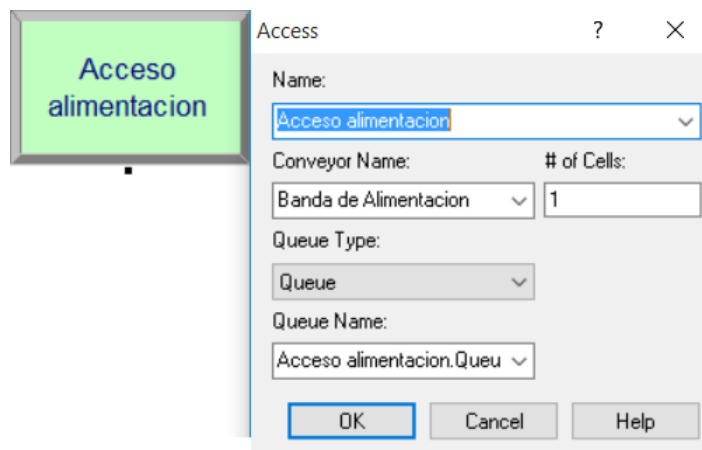 Acceso
alimentacion
Access ? ×
Name:
Acceso alimentacion
Conveyor Name: # of Cells:
Banda de Alimentacion 1
Queue Type:
Queue
Queue Name:
Acceso alimentacion.Queu
OK Cancel Help